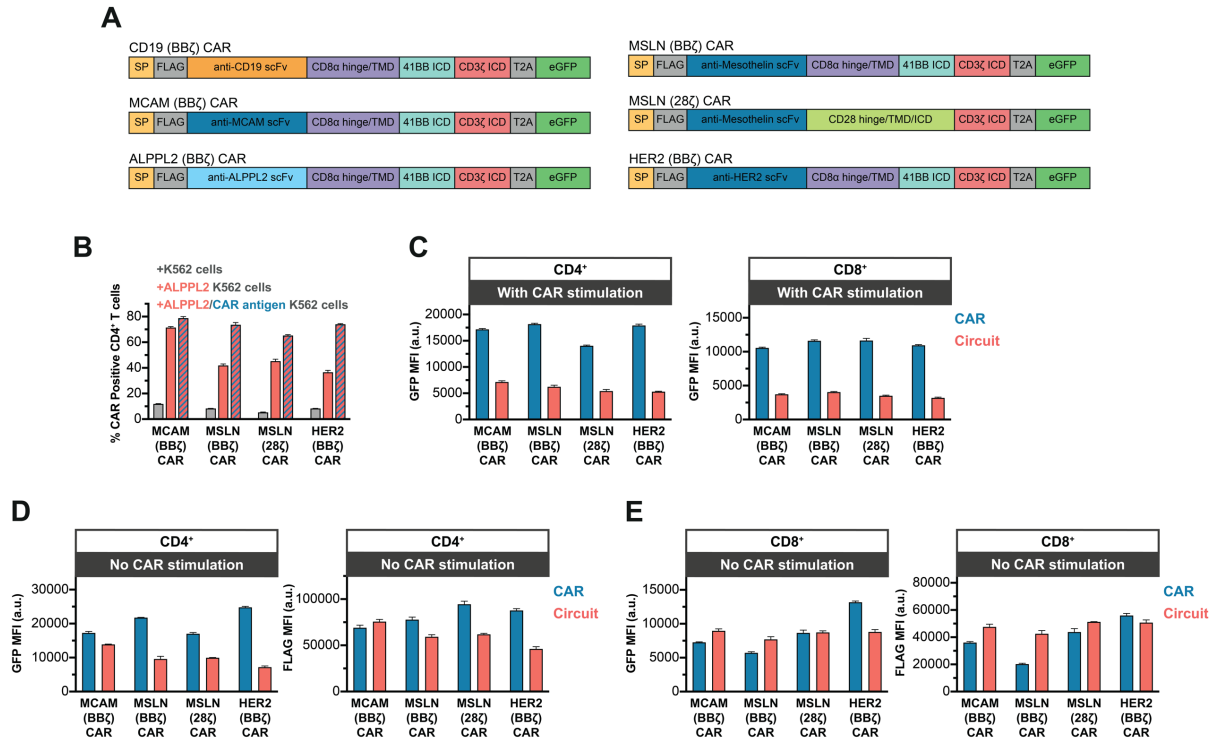 A
CD19 (BBζ) CAR
SP FLAG anti-CD19 scFv CD8α hinge/TMD 41BB ICD CD3ζ ICD T2A eGFP
MCAM (BBζ) CAR
SP FLAG anti-MCAM scFv CD8α hinge/TMD 41BB ICD CD3ζ ICD T2A eGFP
ALPPL2 (BBζ) CAR
SP FLAG anti-ALPPL2 scFv CD8α hinge/TMD 41BB ICD CD3ζ ICD T2A eGFP
MSLN (BBζ) CAR
SP FLAG anti-Mesothelin scFv CD8α hinge/TMD 41BB ICD CD3ζ ICD T2A eGFP
MSLN (28ζ) CAR
SP FLAG anti-Mesothelin scFv CD28 hinge/TMD/ICD CD3ζ ICD T2A eGFP
HER2 (BBζ) CAR
SP FLAG anti-HER2 scFv CD8α hinge/TMD 41BB ICD CD3ζ ICD T2A eGFP
B
+K562 cells
+ALPPL2 K562 cells
+ALPPL2/CAR antigen K562 cells
% CAR Positive CD4⁺ T cells
80
60
40
20
0
MCAM MSLN MSLN HER2
(BBζ) (BBζ) (28ζ) (BBζ)
CAR CAR CAR CAR
C
CD4⁺
With CAR stimulation
GFP MFI (a.u.)
20000
15000
10000
5000
0
MCAM MSLN MSLN HER2
(BBζ) (BBζ) (28ζ) (BBζ)
CAR CAR CAR CAR
CD8⁺
With CAR stimulation
GFP MFI (a.u.)
15000
10000
5000
0
MCAM MSLN MSLN HER2
(BBζ) (BBζ) (28ζ) (BBζ)
CAR CAR CAR CAR
CAR
Circuit
D
CD4⁺
No CAR stimulation
GFP MFI (a.u.)
30000
20000
10000
0
MCAM MSLN MSLN HER2
(BBζ) (BBζ) (28ζ) (BBζ)
CAR CAR CAR CAR
CD4⁺
No CAR stimulation
FLAG MFI (a.u.)
100000
75000
50000
25000
0
MCAM MSLN MSLN HER2
(BBζ) (BBζ) (28ζ) (BBζ)
CAR CAR CAR CAR
CAR
Circuit
E
CD8⁺
No CAR stimulation
GFP MFI (a.u.)
15000
10000
7500
5000
0
MCAM MSLN MSLN HER2
(BBζ) (BBζ) (28ζ) (BBζ)
CAR CAR CAR CAR
CD8⁺
No CAR stimulation
FLAG MFI (a.u.)
80000
60000
40000
20000
0
MCAM MSLN MSLN HER2
(BBζ) (BBζ) (28ζ) (BBζ)
CAR CAR CAR CAR
CAR
Circuit